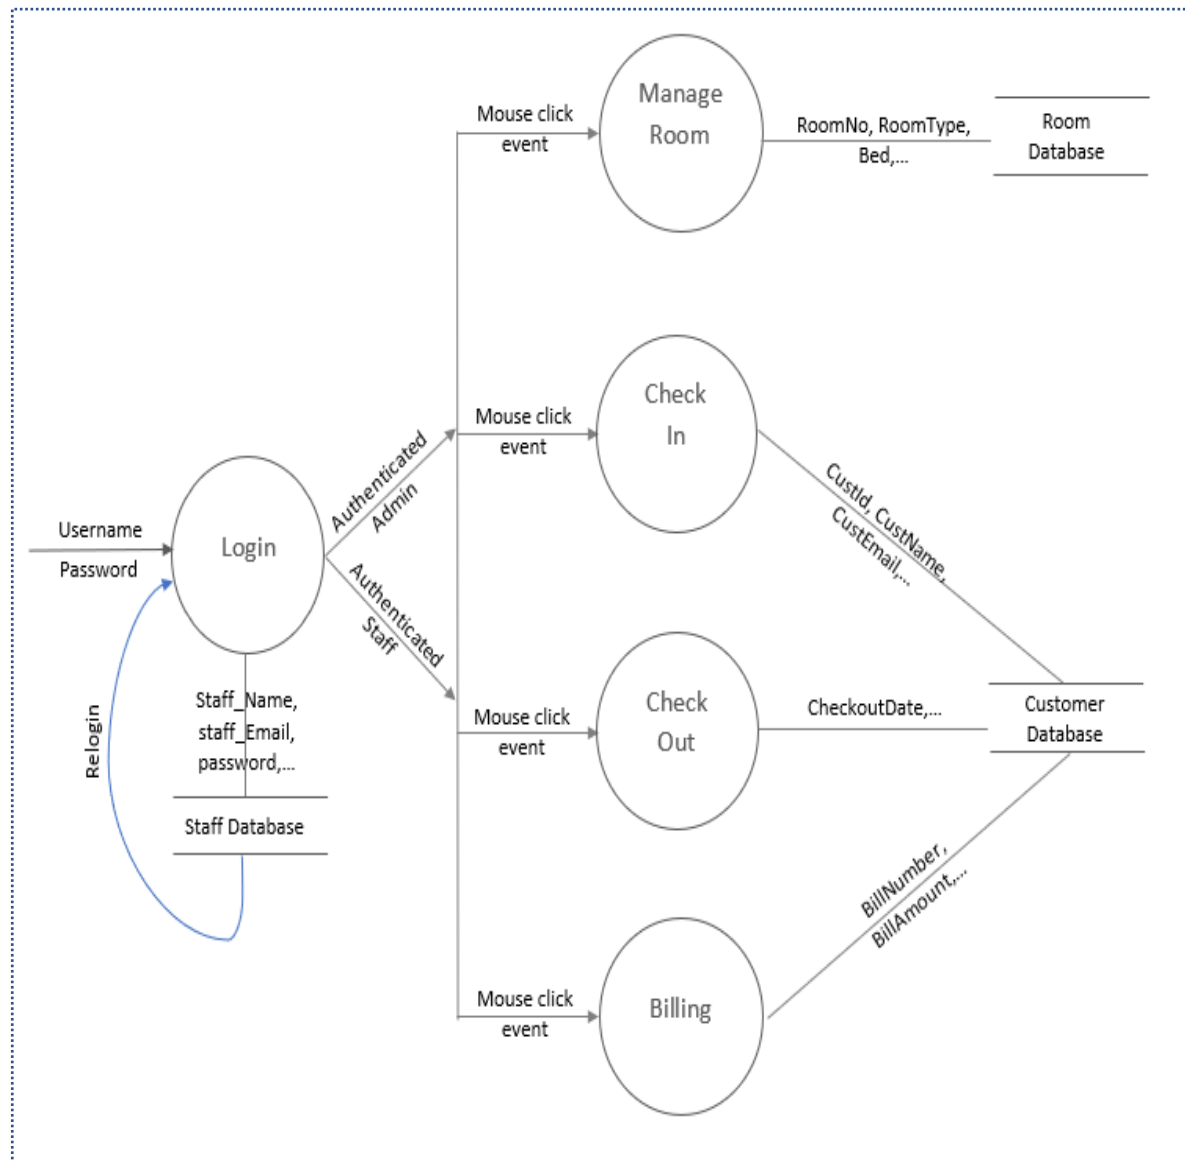 Manage
Room
Mouse click
event
RoomNo, RoomType,
Bed,...
Room
Database
Check
In
Mouse click
event
CustId, CustName,
CustEmail,...
Authenticated
Admin
Username
Password
Login
Authenticated
Staff
Staff_Name,
staff_Email,
password,...
Relogin
Staff Database
Mouse click
event
Check
Out
CheckoutDate,...
Customer
Database
BillNumber,
BillAmount,...
Mouse click
event
Billing